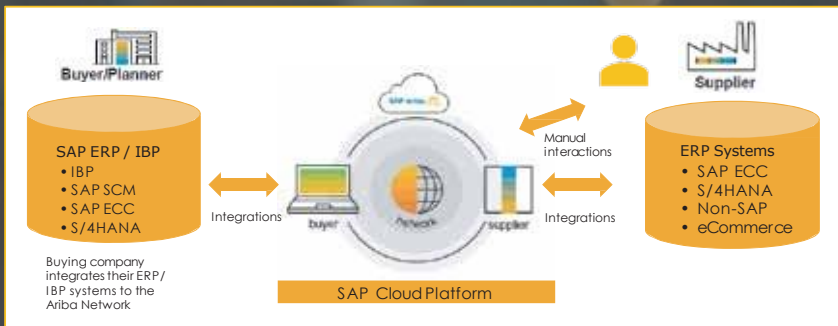 Buyer/Planner
SAP ERP / IBP
• IBP
• SAP SCM
• SAP ECC
• S/4HANA
Buying company
integrates their ERP/
IBP systems to the
Ariba Network
Integrations
SAP Ariba
buyer
network
supplier
SAP Cloud Platform
Manual
interactions
Integrations
Supplier
ERP Systems
• SAP ECC
• S/4HANA
• Non-SAP
• eCommerce